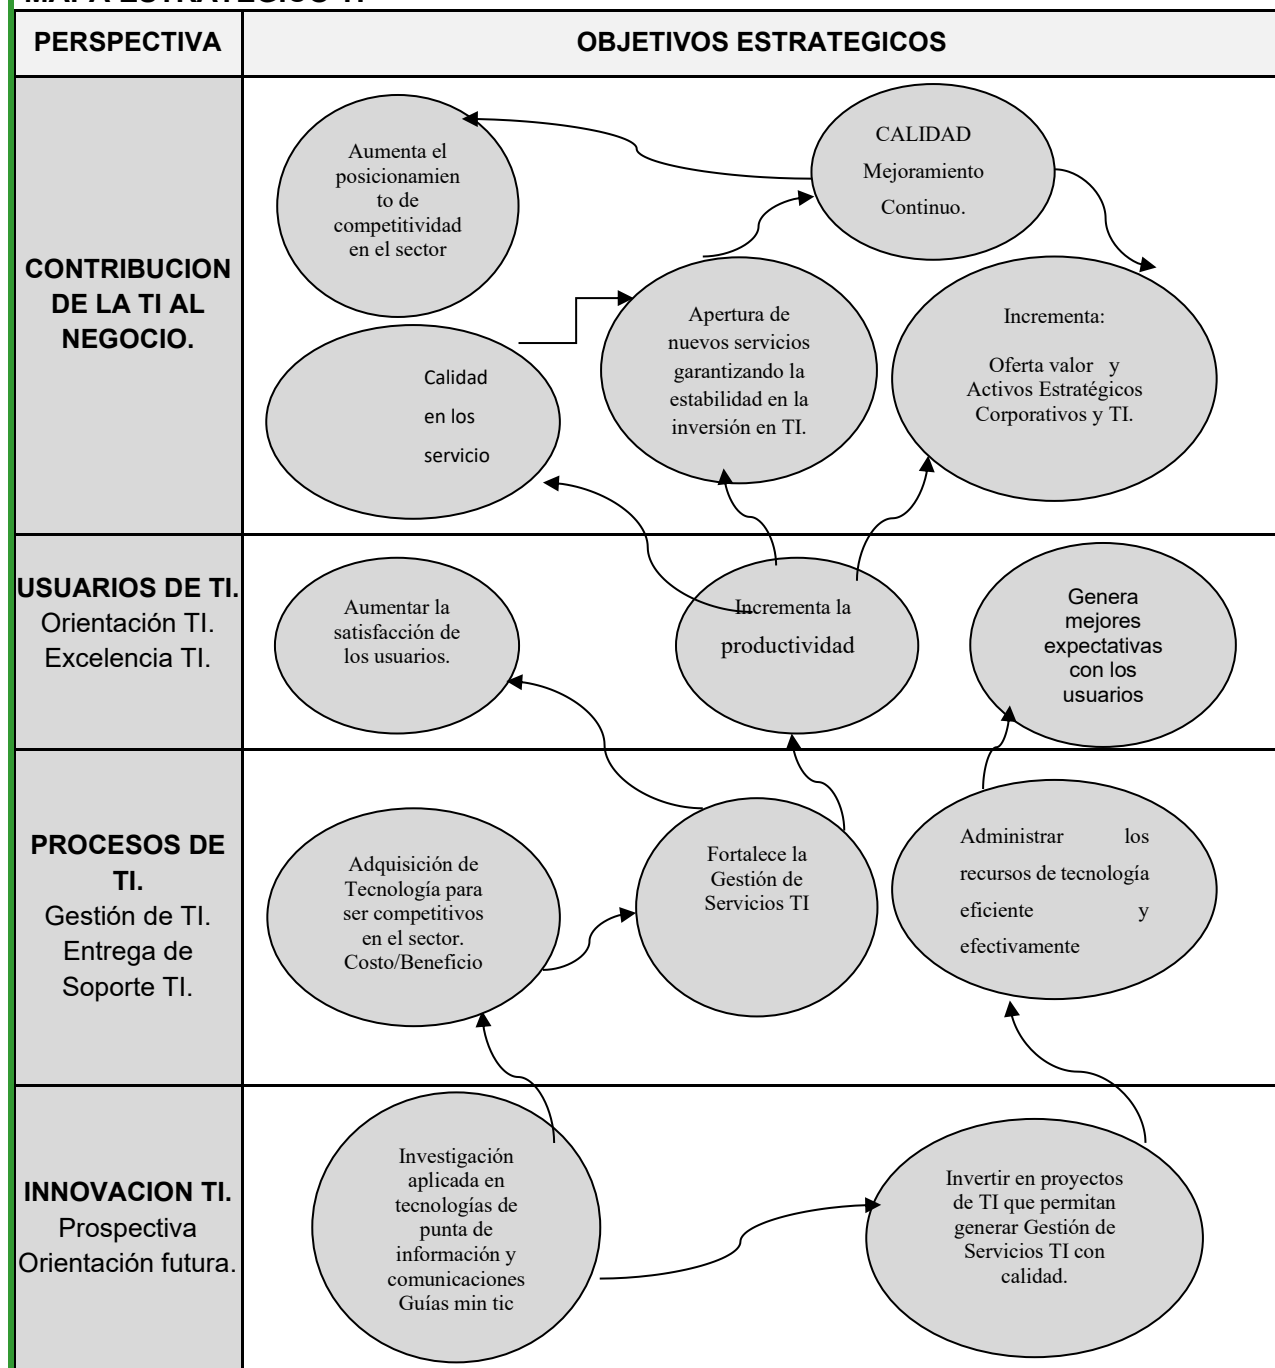 MAPA ESTRATEGICO TI
PERSPECTIVA
OBJETIVOS ESTRATEGICOS
CONTRIBUCION
DE LA TI AL
NEGOCIO.
Aumenta el
posicionamien
to de
competitividad
en el sector
CALIDAD
Mejoramiento
Continuo.
Calidad
en los
servicio
Apertura de
nuevos servicios
garantizando la
estabilidad en la
inversión en TI.
Incrementa:
Oferta valor y
Activos Estratégicos
Corporativos y TI.
USUARIOS DE TI.
Orientación TI.
Excelencia TI.
Aumentar la
satisfacción de
los usuarios.
Incrementa la
productividad
Genera
mejores
expectativas
con los
usuarios
PROCESOS DE
TI.
Gestión de TI.
Entrega de
Soporte TI.
Adquisición de
Tecnología para
ser competitivos
en el sector.
Costo/Beneficio
Fortalece la
Gestión de
Servicios TI
Administrar los
recursos de tecnología
eficiente y
efectivamente
INNOVACION TI.
Prospectiva
Orientación futura.
Investigación
aplicada en
tecnologías de
punta de
información y
comunicaciones
Guías min tic
Invertir en proyectos
de TI que permitan
generar Gestión de
Servicios TI con
calidad.